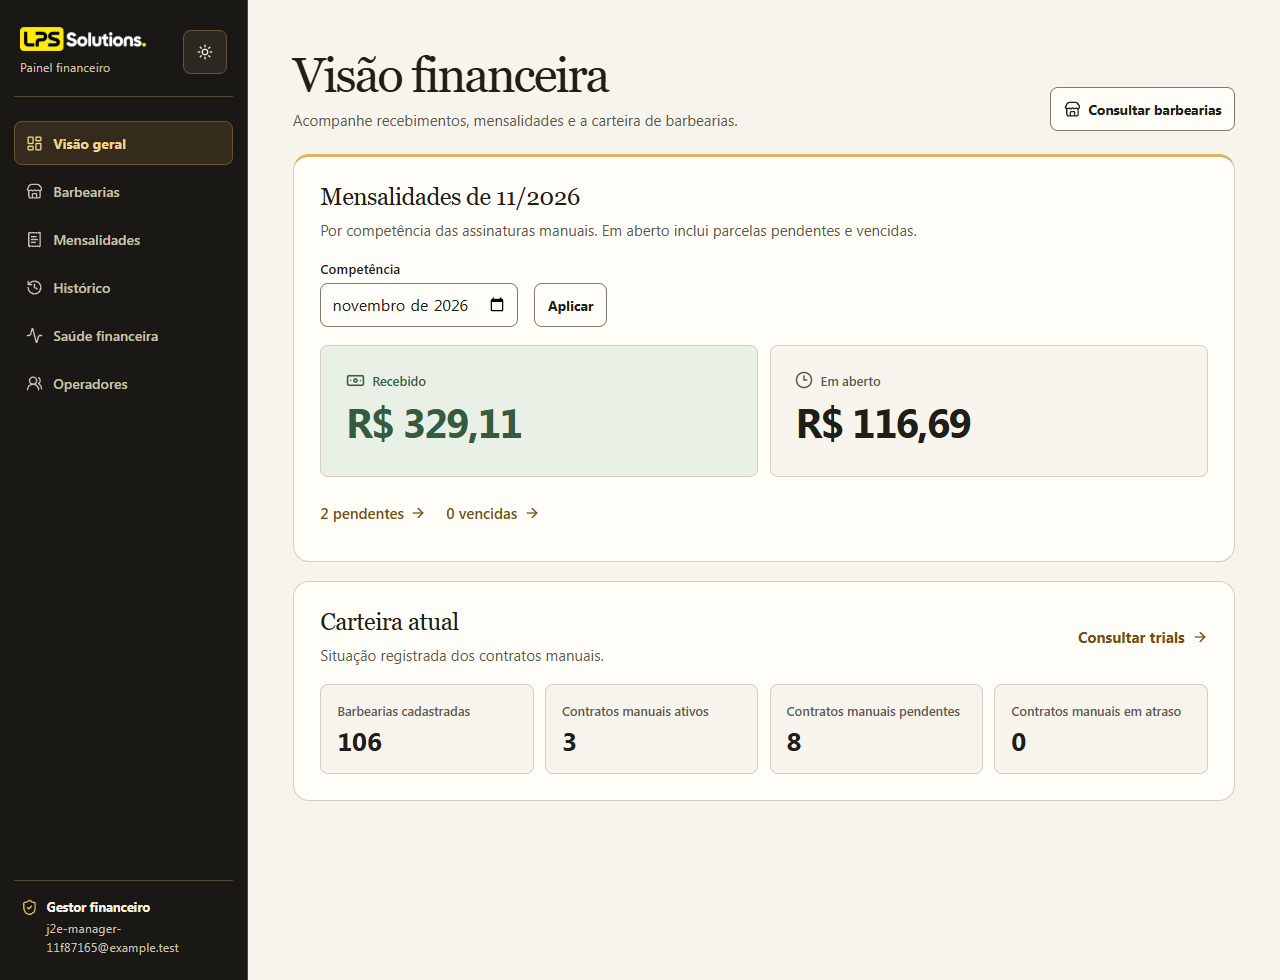 LPS Solutions.
Painel financeiro
Visão geral
Barbearias
Mensalidades
Histórico
Saúde financeira
Operadores
Gestor financeiro
j2e-manager-
11f87165@example.test
Visão financeira
Acompanhe recebimentos, mensalidades e a carteira de barbearias.
Consultar barbearias
Mensalidades de 11/2026
Por competência das assinaturas manuais. Em aberto inclui parcelas pendentes e vencidas.
Competência
novembro de 2026
Aplicar
Recebido
R$ 329,11
Em aberto
R$ 116,69
2 pendentes →
0 vencidas →
Carteira atual
Situação registrada dos contratos manuais.
Consultar trials →
Barbearias cadastradas
106
Contratos manuais ativos
3
Contratos manuais pendentes
8
Contratos manuais em atraso
0